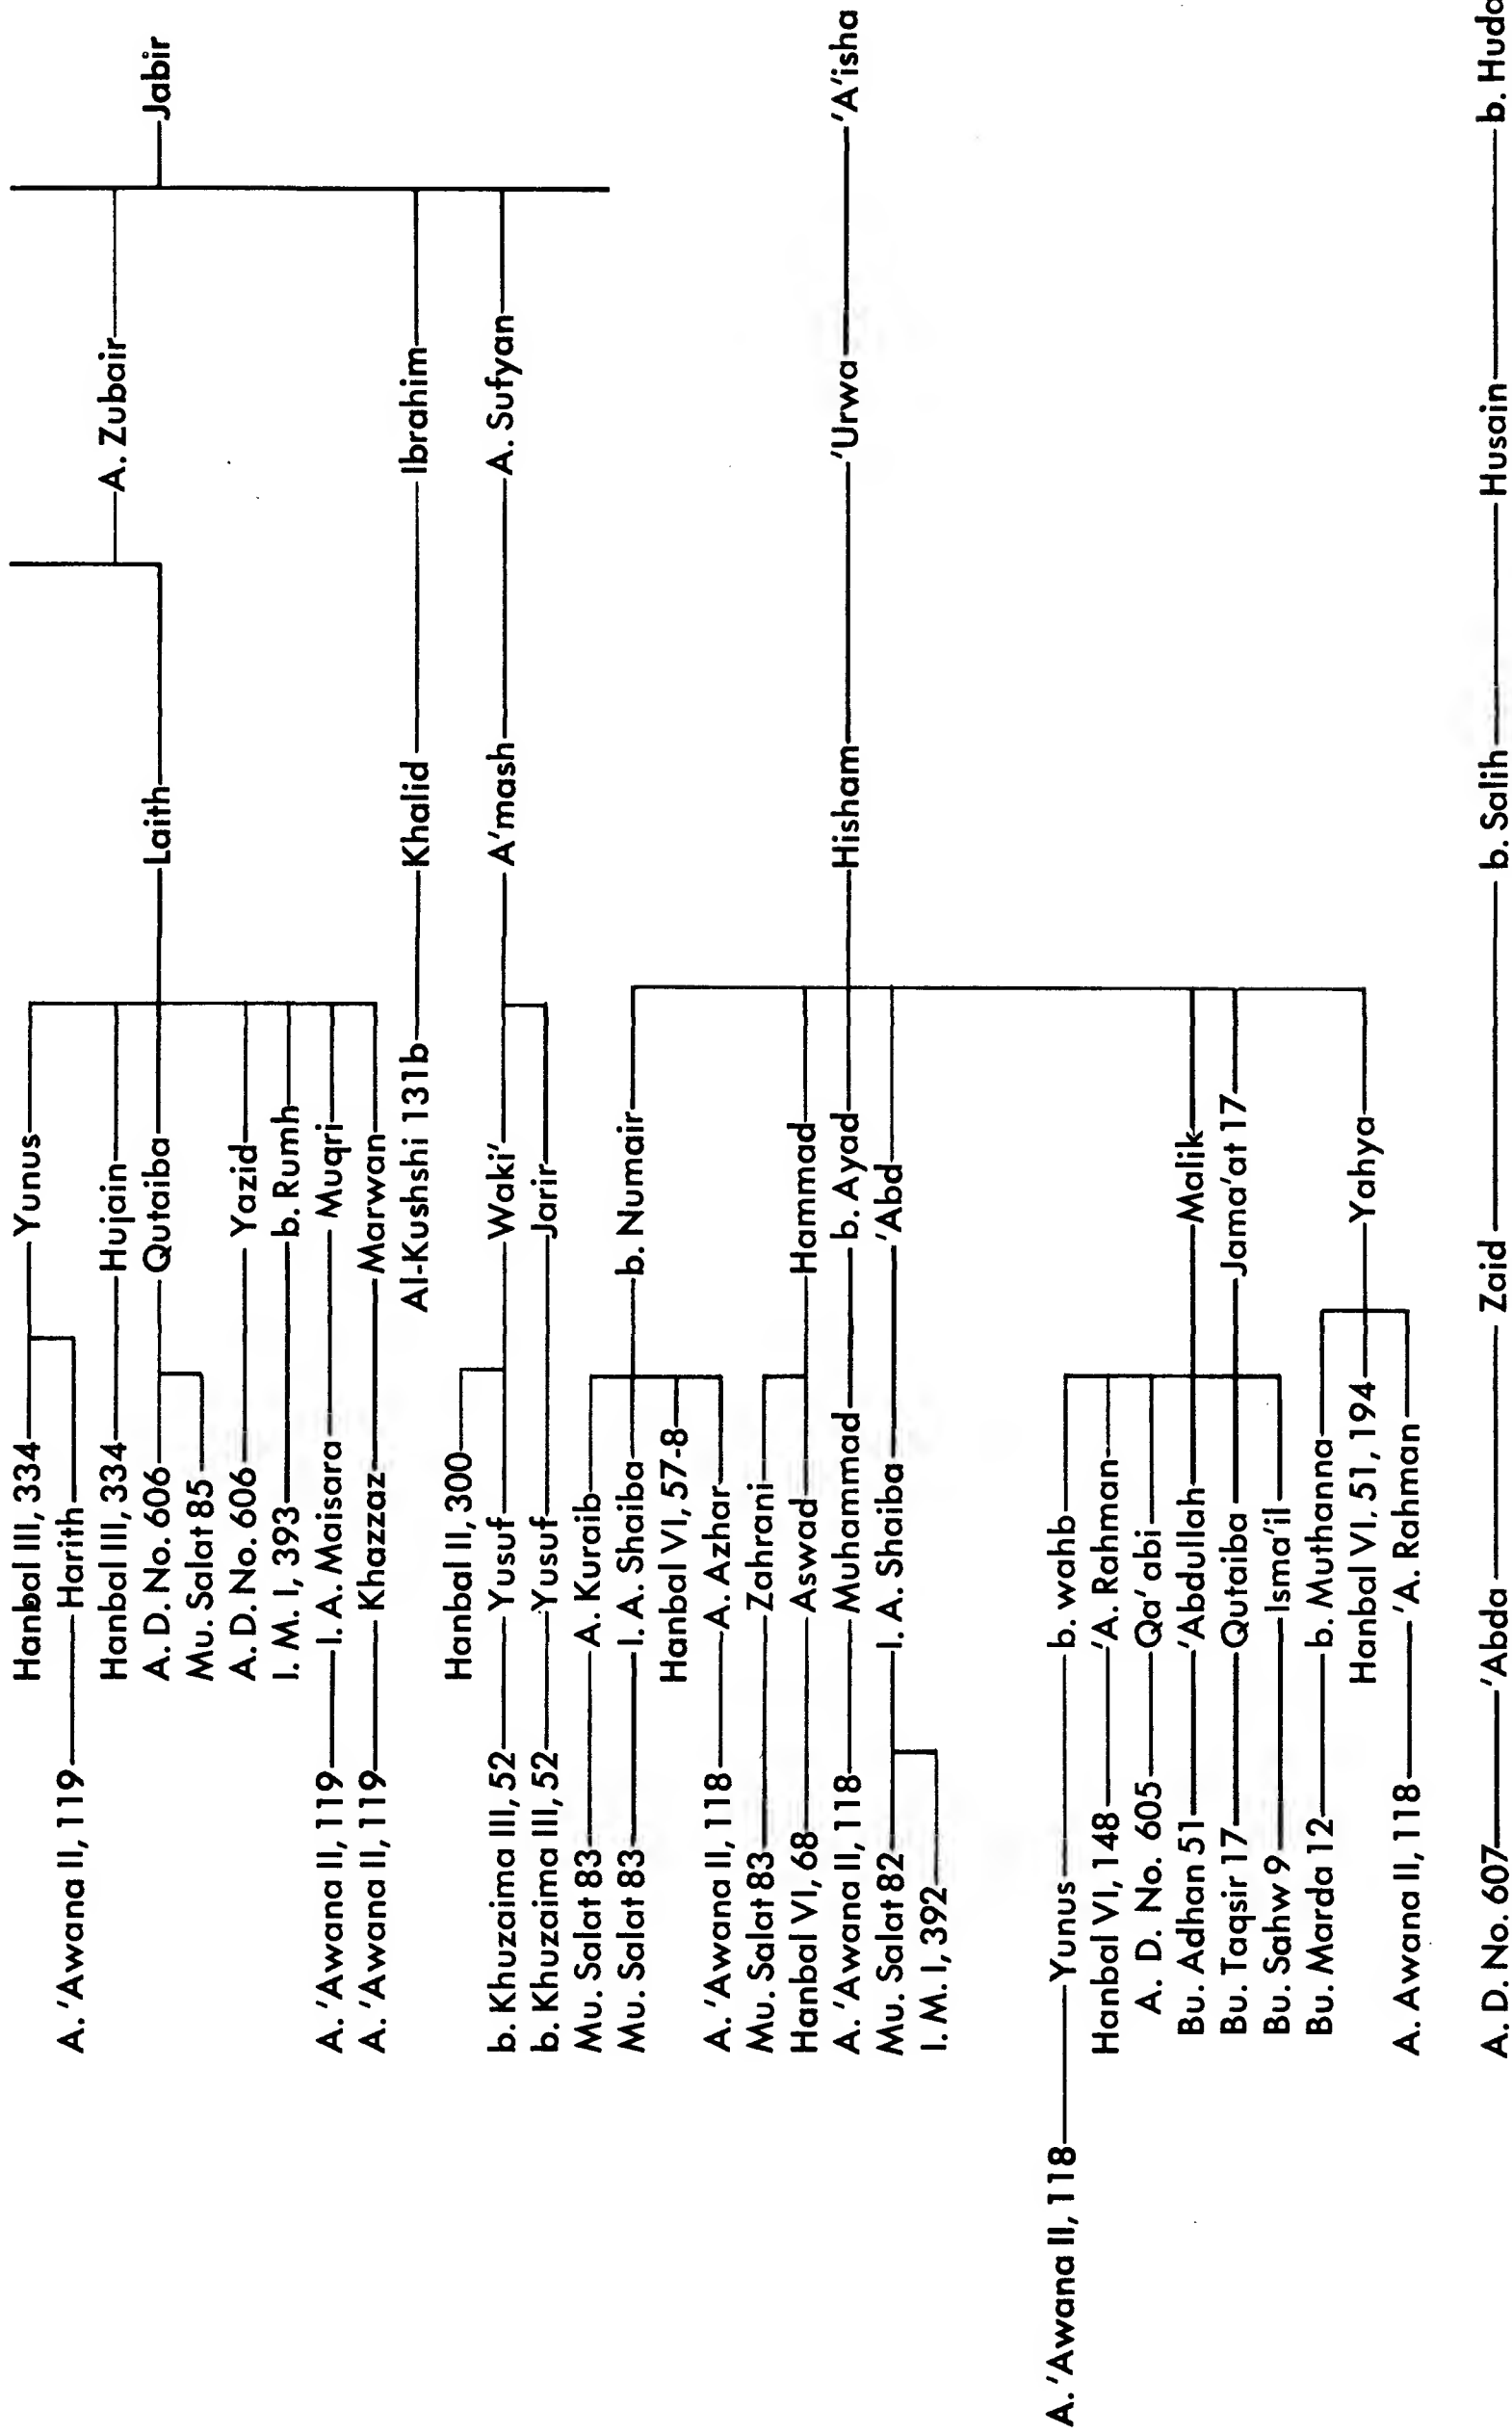 Hanbal III, 334 Yunus
A. 'Awana II, 119 Harith
Hanbal III, 334 Hujain
A. D. No. 606 Qutaiba Laith A. Zubair Jabir
Mu. Salat 85
A. D. No. 606 Yazid
I. M. I, 393 b. Rumh
A. 'Awana II, 119 I. A. Maisara Muqri
A. 'Awana II, 119 Khazzaz Marwan
Al-Kushshi 131b Khalid Ibrahim
Hanbal II, 300
b. Khuzaima III, 52 Yusuf Waki' A'mash A. Sufyan
b. Khuzaima III, 52 Yusuf Jarir
Mu. Salat 83 A. Kuraib
Mu. Salat 83 I. A. Shaiba b. Numair
Hanbal VI, 57-8
A. 'Awana II, 118 A. Azhar
Mu. Salat 83 Zahrani
Hanbal VI, 68 Aswad Hammad
A. 'Awana II, 118 Muhammad b. Ayad Hisham 'Urwa 'A'isha
Mu. Salat 82 I. A. Shaiba 'Abd
I. M. I, 392
A. 'Awana II, 118 Yunus b. wahb
Hanbal VI, 148 'A. Rahman
A. D. No. 605 Qa'abi
Bu. Adhan 51 'Abdullah Malik
Bu. Taqsir 17 Qutaiba Jama'at 17
Bu. Sahw 9 Isma'il
Bu. Marda 12 b. Muthanna
Hanbal VI, 51, 194 Yahya
A. Awana II, 118 'A. Rahman
A. D. No. 607 'Abda Zaid b. Salih Husain b.